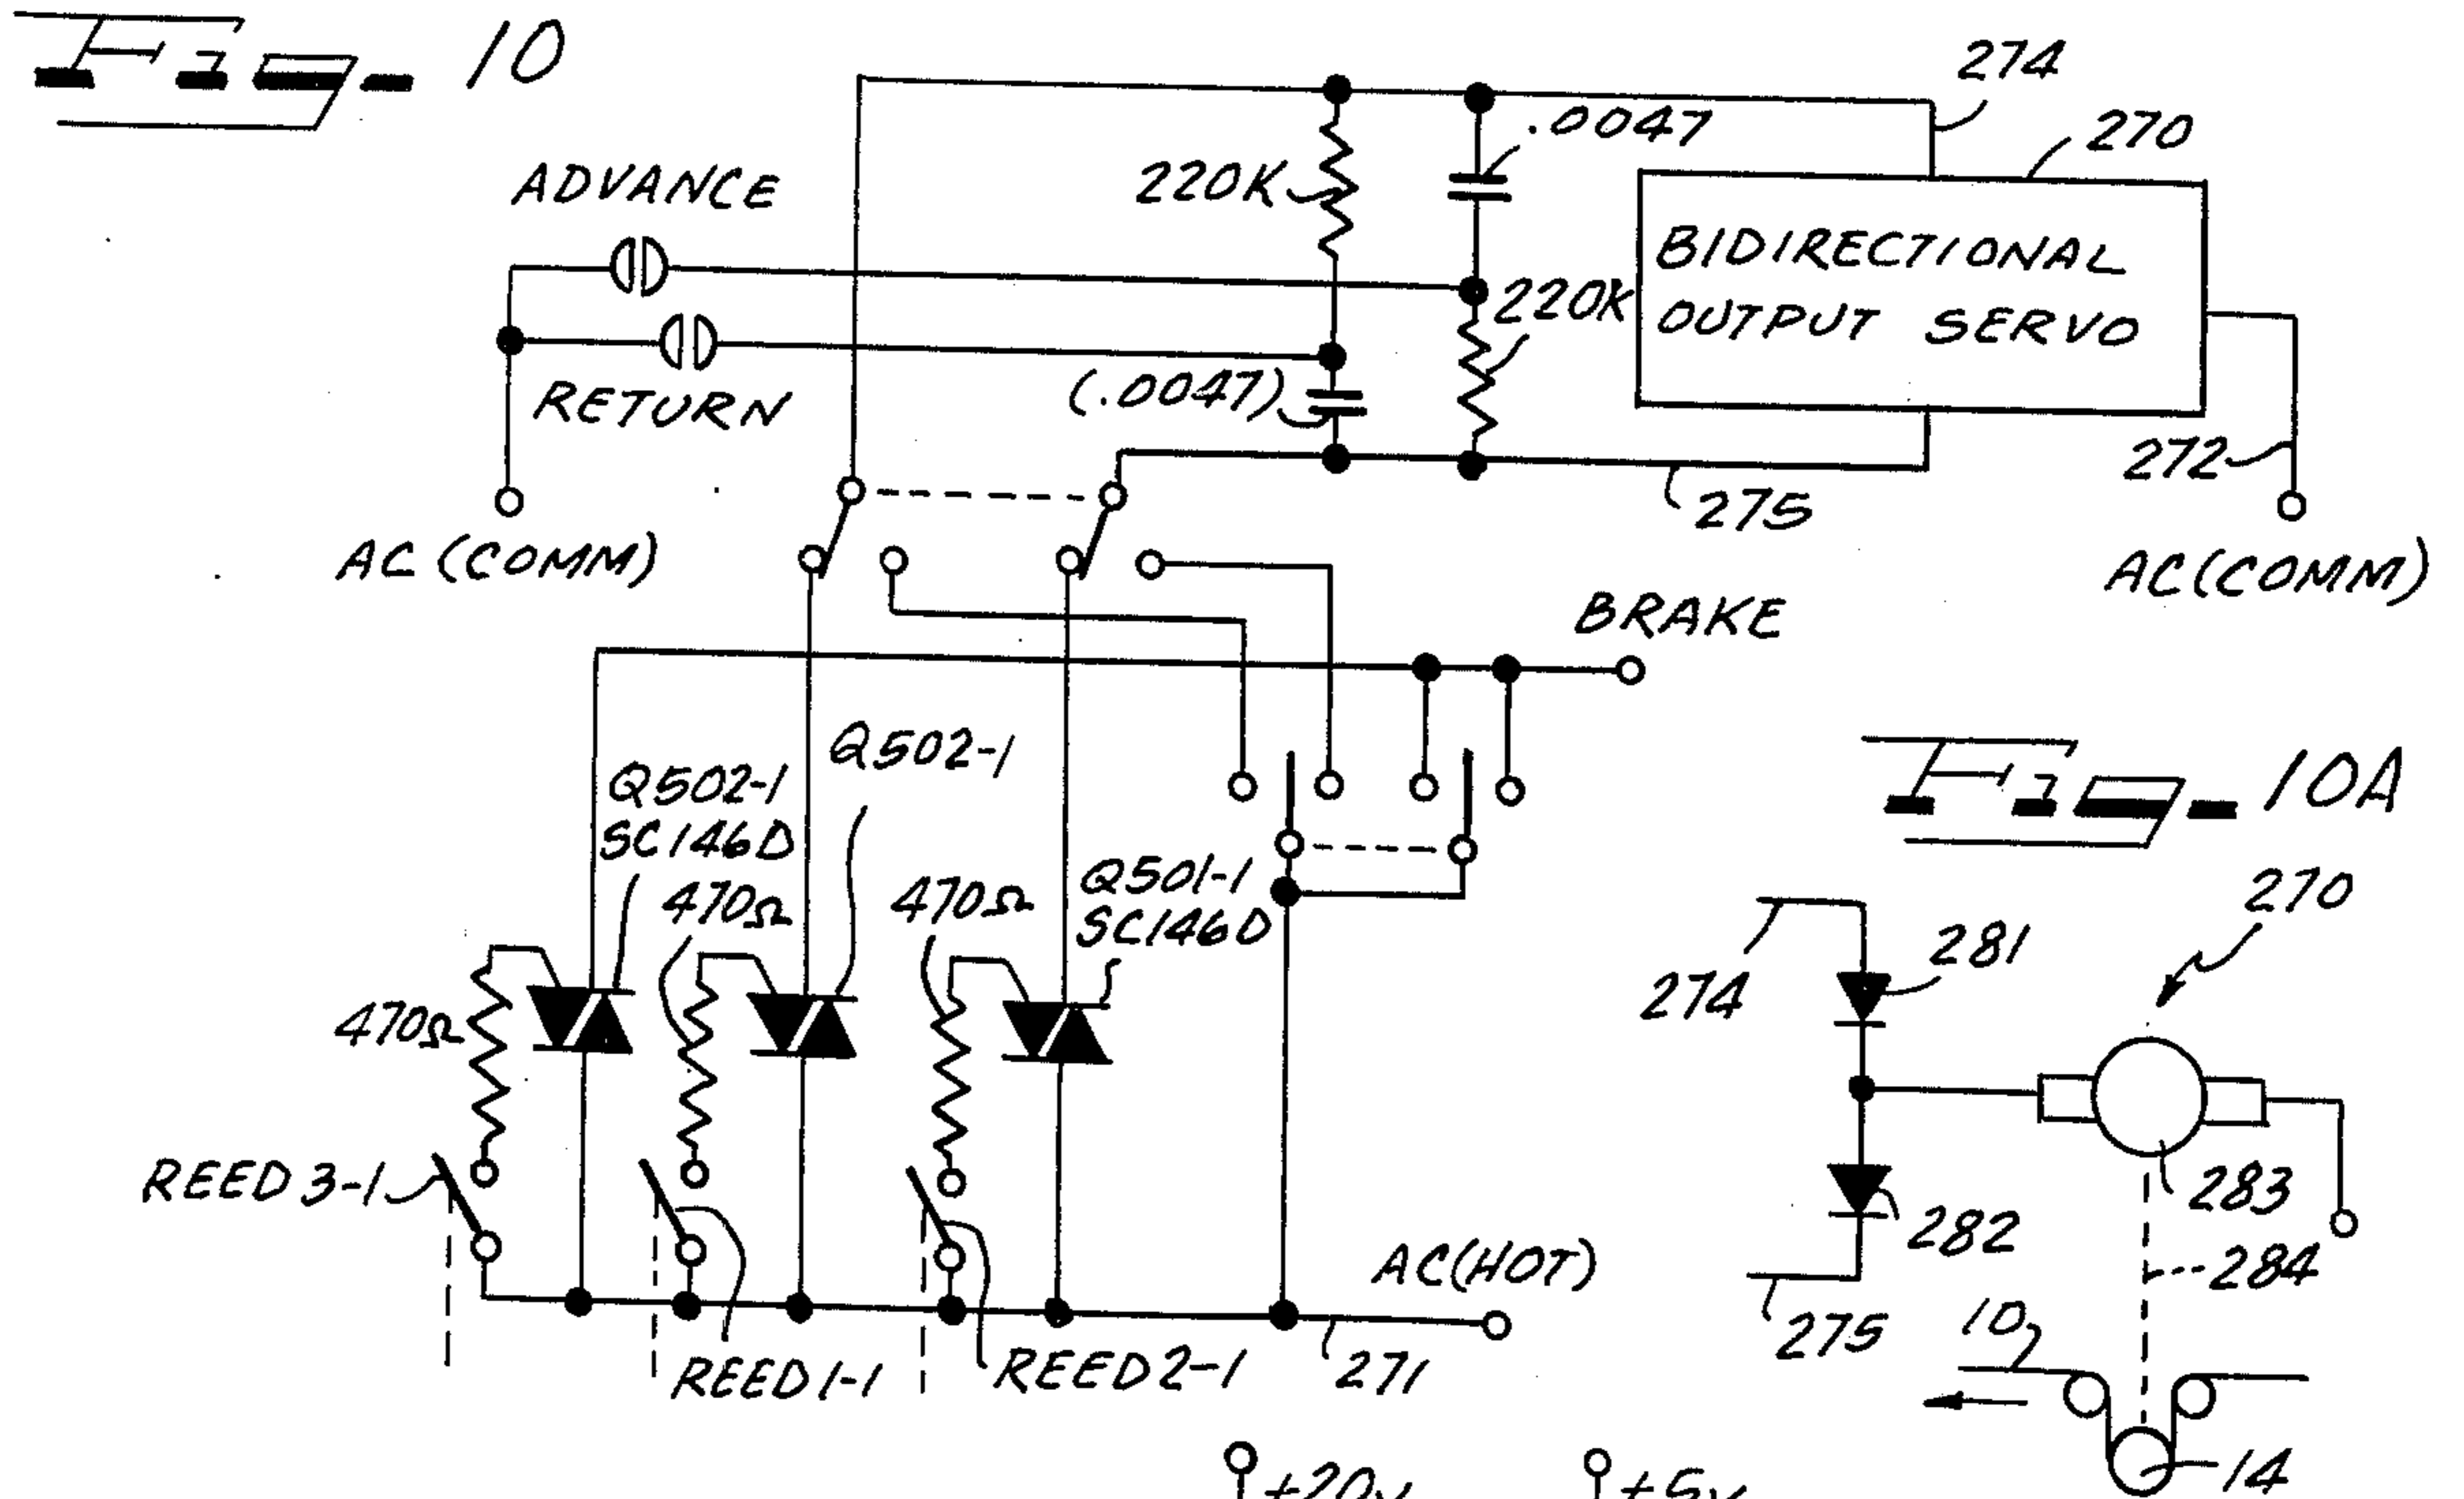 Fig-10
274
.0047
270
ADVANCE
220K
BIDIRECTIONAL
OUTPUT SERVO
220K
RETURN
(.0047)
272
275
AC (COMM)
AC (COMM)
BRAKE
Q502-1
Q502-1
SC146D
Fig-10A
470Ω
470Ω
Q501-1
SC146D
270
281
274
470Ω
REED 3-1
283
282
284
AC (HOT)
275
10
REED 1-1
REED 2-1
271
14
+20V
+5V